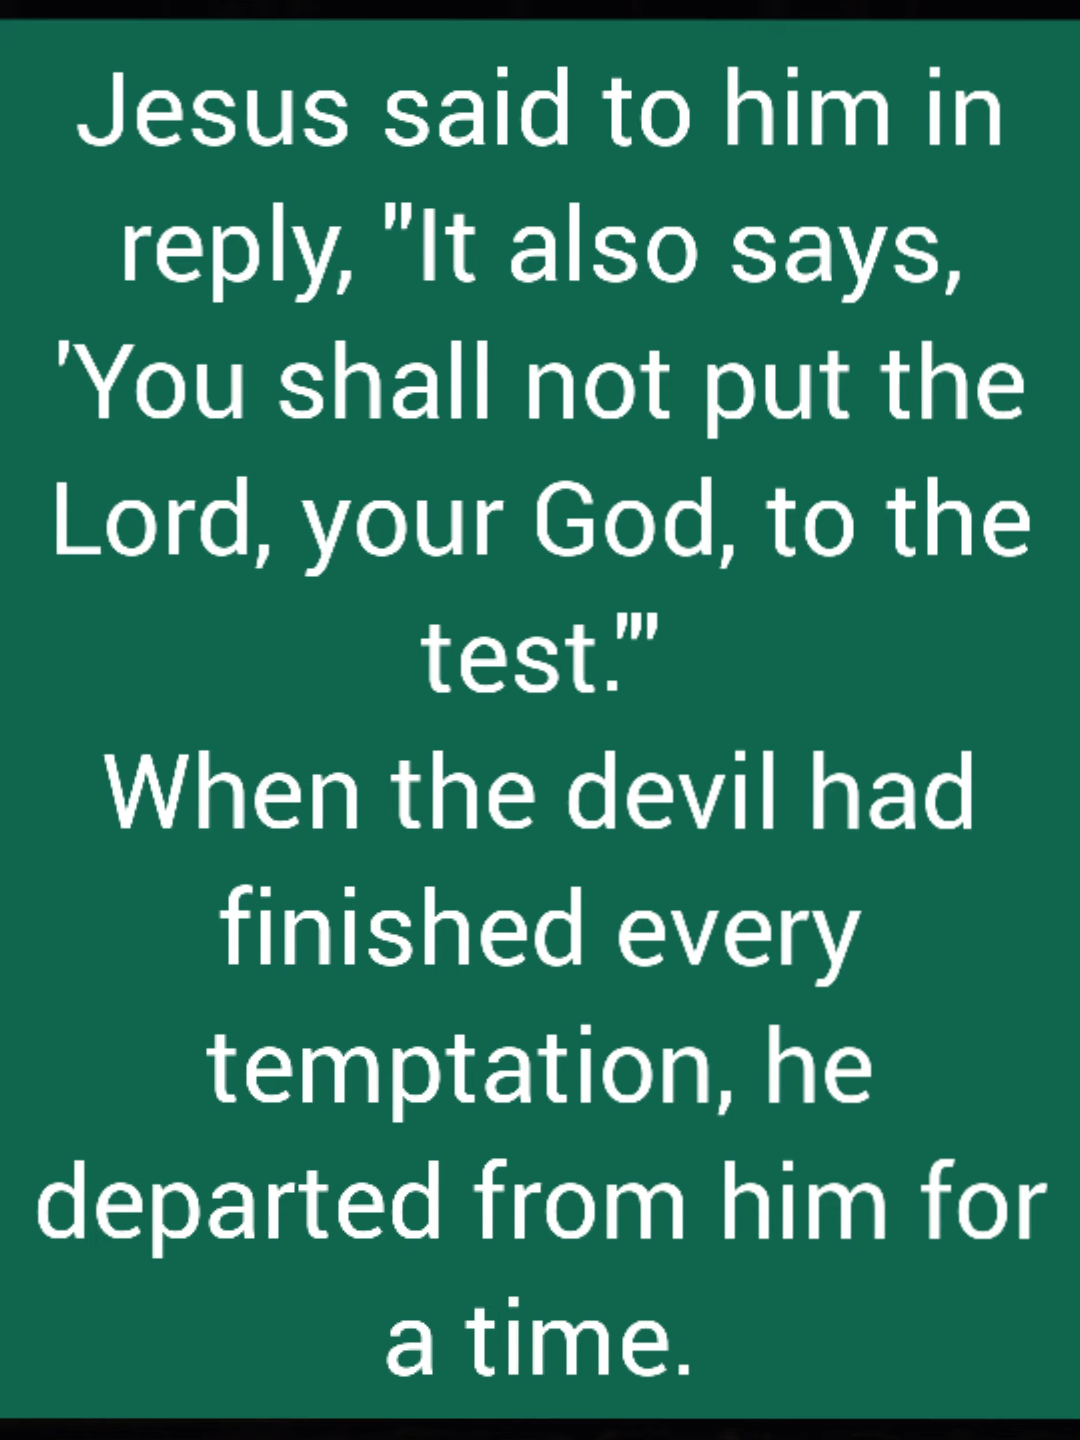 Jesus said to him in
reply, "It also says,
'You shall not put the
Lord, your God, to the
test.'"
When the devil had
finished every
temptation, he
departed from him for
a time.